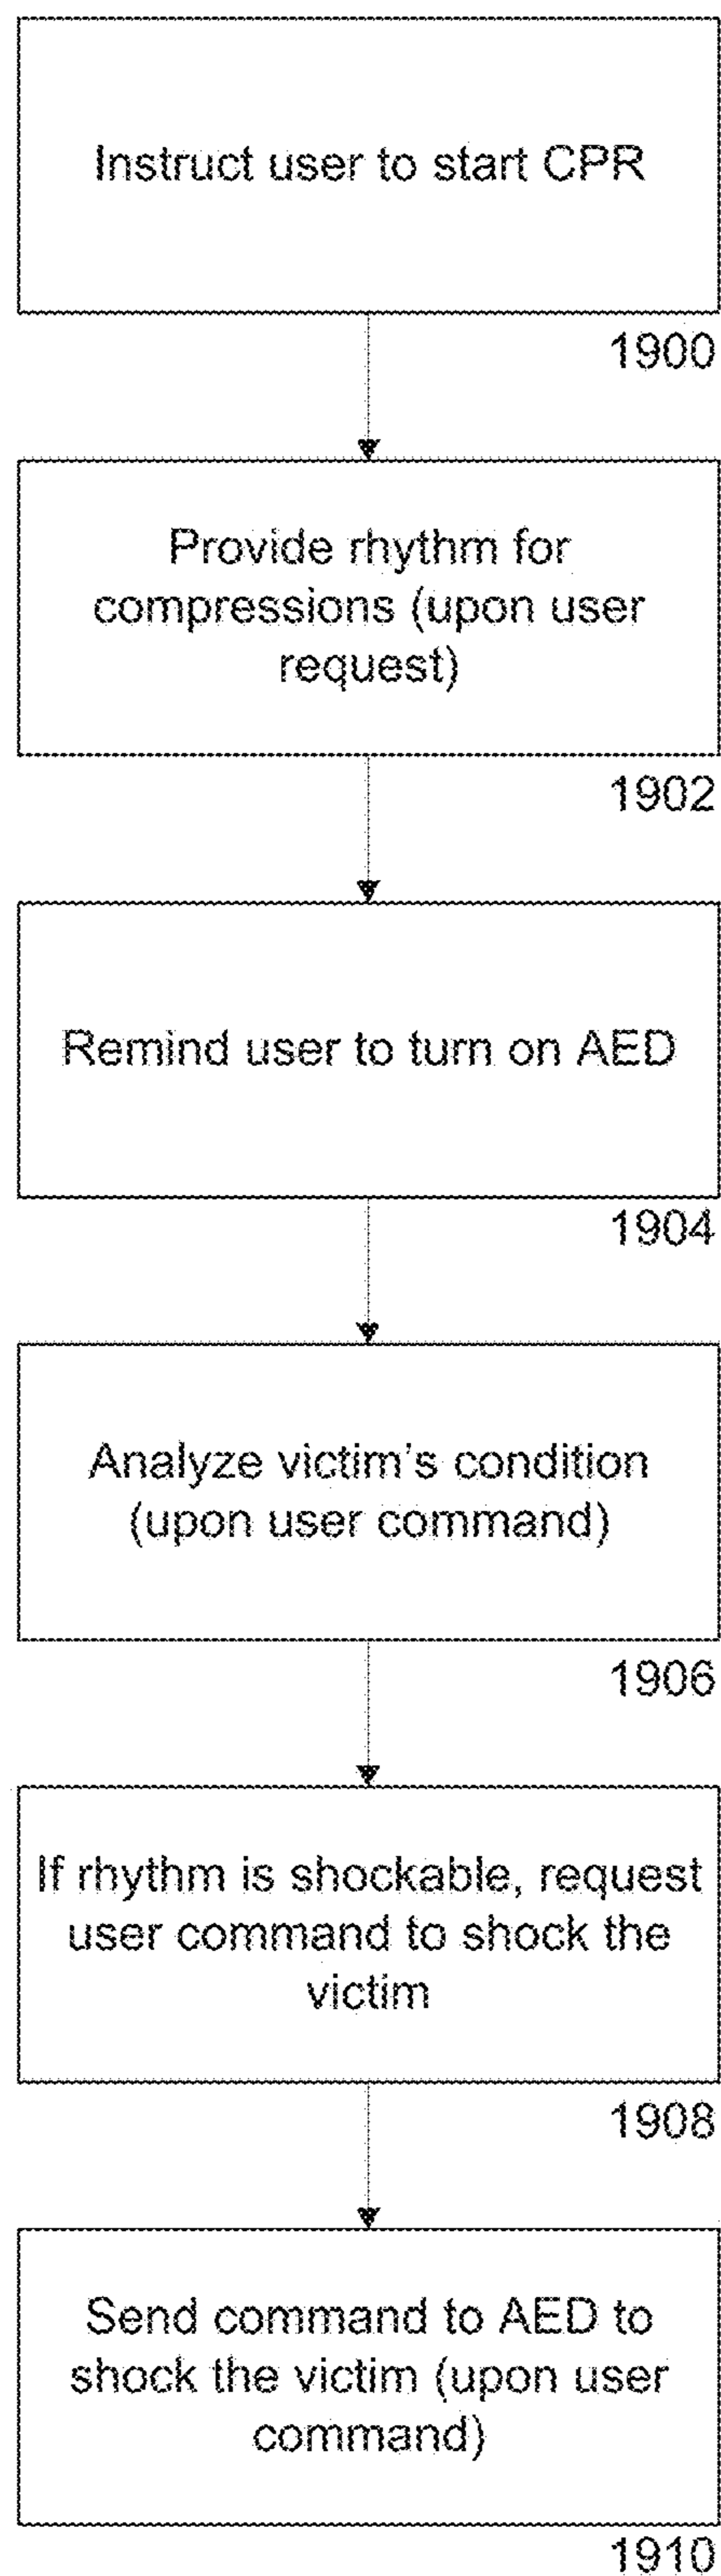 Instruct user to start CPR
1900
Provide rhythm for
compressions (upon user
request)
1902
Remind user to turn on AED
1904
Analyze victim's condition
(upon user command)
1906
If rhythm is shockable, request
user command to shock the
victim
1908
Send command to AED to
shock the victim (upon user
command)
1910